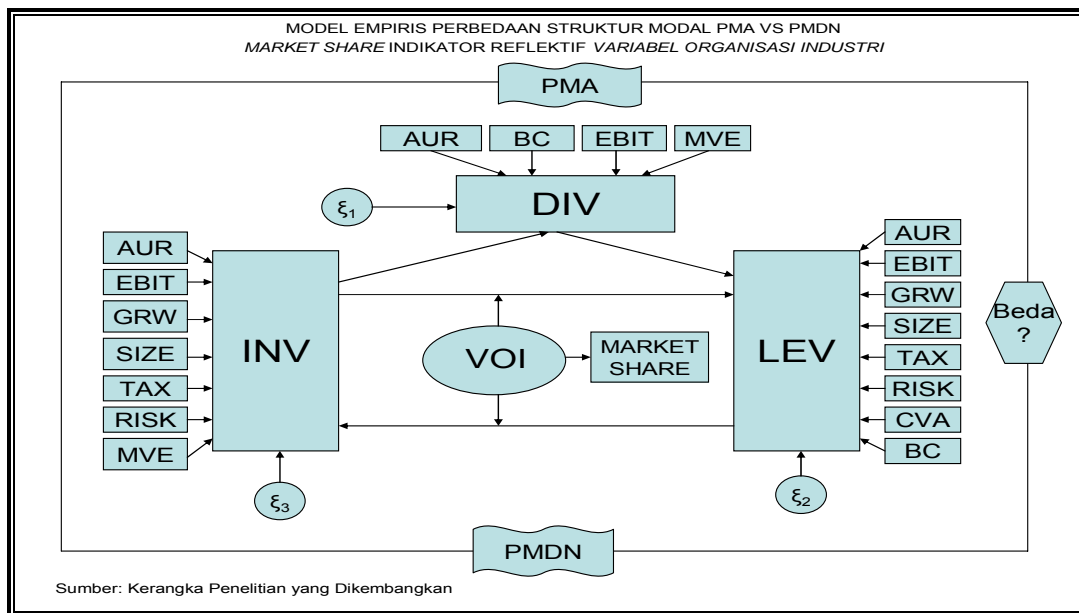 MODEL EMPIRIS PERBEDAAN STRUKTUR MODAL PMA VS PMDN
MARKET SHARE INDIKATOR REFLEKTIF VARIABEL ORGANISASI INDUSTRI
PMA
AUR
BC
EBIT
MVE
DIV
ξ1
AUR
EBIT
GRW
SIZE
TAX
RISK
MVE
INV
ξ3
VOI
MARKET
SHARE
LEV
ξ2
AUR
EBIT
GRW
SIZE
TAX
RISK
CVA
BC
Beda
?
PMDN
Sumber: Kerangka Penelitian yang Dikembangkan